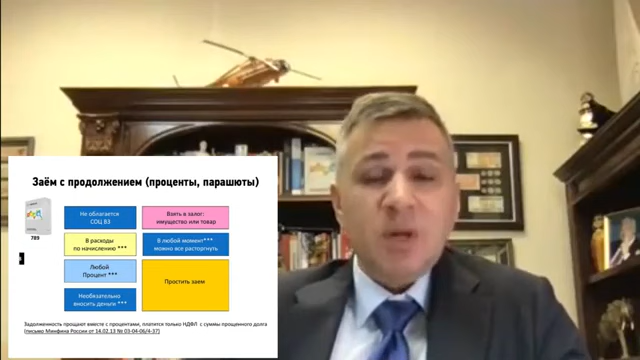 Заём с продолжением (проценты, парашюты)
789
Не облагается
СОЦ ВЗ
Взять в залог:
имущество или товар
В расходы
по начислению ***
В любой момент***
можно все расторгнуть
Любой
Процент ***
Простить заем
Необязательно
вносить деньги ***
Задолженность прощают вместе с процентами, платится только НДФЛ с суммы прощенного долга
(письмо Минфина России от 14.02.13 № 03-04-06/4-37)